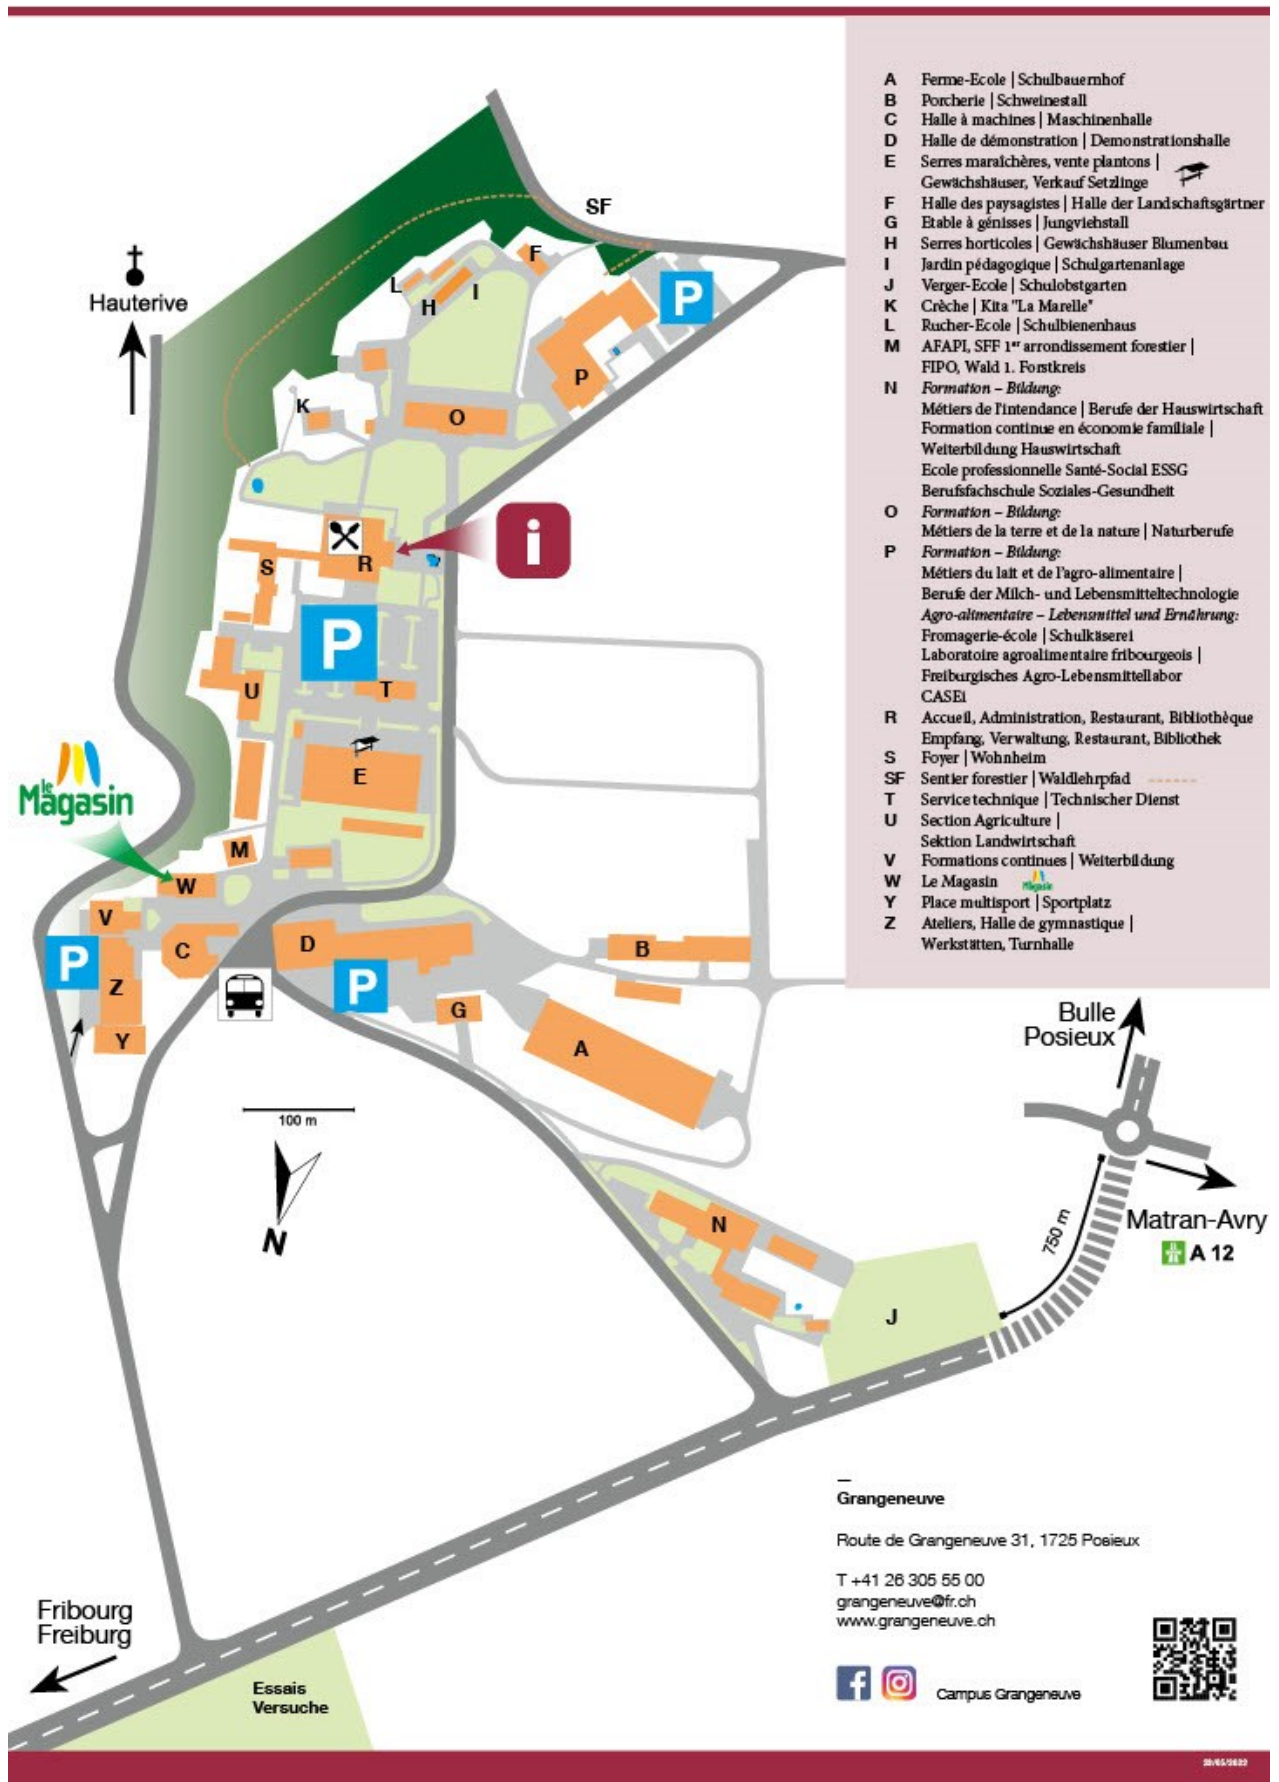 A Ferme-Ecole | Schulbauernhof
B Porcherie | Schweinestall
C Halle à machines | Maschinenhalle
D Halle de démonstration | Demonstrationshalle
E Serres maraîchères, vente plantons |
Gewächshäuser, Verkauf Setzlinge
F Halle des paysagistes | Halle der Landschaftsgärtner
G Etable à génisses | Jungviehstall
H Serres horticoles | Gewächshäuser Blumenbau
I Jardin pédagogique | Schulgartenanlage
J Verger-Ecole | Schulobstgarten
K Crèche | Kita "La Marelle"
L Rucher-Ecole | Schulbienenhaus
M AFAPI, SFF 1er arrondissement forestier |
FIPO, Wald 1. Forstkreis
N Formation – Bildung:
Métiers de l'intendance | Berufe der Hauswirtschaft
Formation continue en économie familiale |
Weiterbildung Hauswirtschaft
Ecole professionnelle Santé-Social ESSG
Berufsfachschule Soziales-Gesundheit
O Formation – Bildung:
Métiers de la terre et de la nature | Naturberufe
P Formation – Bildung:
Métiers du lait et de l'agro-alimentaire |
Berufe der Milch- und Lebensmitteltechnologie
Agro-alimentaire – Lebensmittel und Ernährung:
Fromagerie-école | Schulkäserei
Laboratoire agroalimentaire fribourgeois |
Freiburgisches Agro-Lebensmittellabor
CASEi
R Accueil, Administration, Restaurant, Bibliothèque
Empfang, Verwaltung, Restaurant, Bibliothek
S Foyer | Wohnheim
SF Sentier forestier | Waldlehrpfad
T Service technique | Technischer Dienst
U Section Agriculture |
Sektion Landwirtschaft
V Formations continues | Weiterbildung
W Le Magasin Magasin
Y Place multisport | Sportplatz
Z Ateliers, Halle de gymnastique |
Werkstätten, Turnhalle
SF
F
L
H
I
P
P
Hauterive
K
O
i
R
S
P
U
T
E
le
Magasin
M
W
V
C
D
B
P
P
Z
G
Y
A
100 m
N
N
J
Bulle
Posieux
750 m
Matran-Avry
A 12
Grangeneuve
Route de Grangeneuve 31, 1725 Posieux
T +41 26 305 55 00
grangeneuve@fr.ch
www.grangeneuve.ch
Campus Grangeneuve
Fribourg
Freiburg
Essais
Versuche